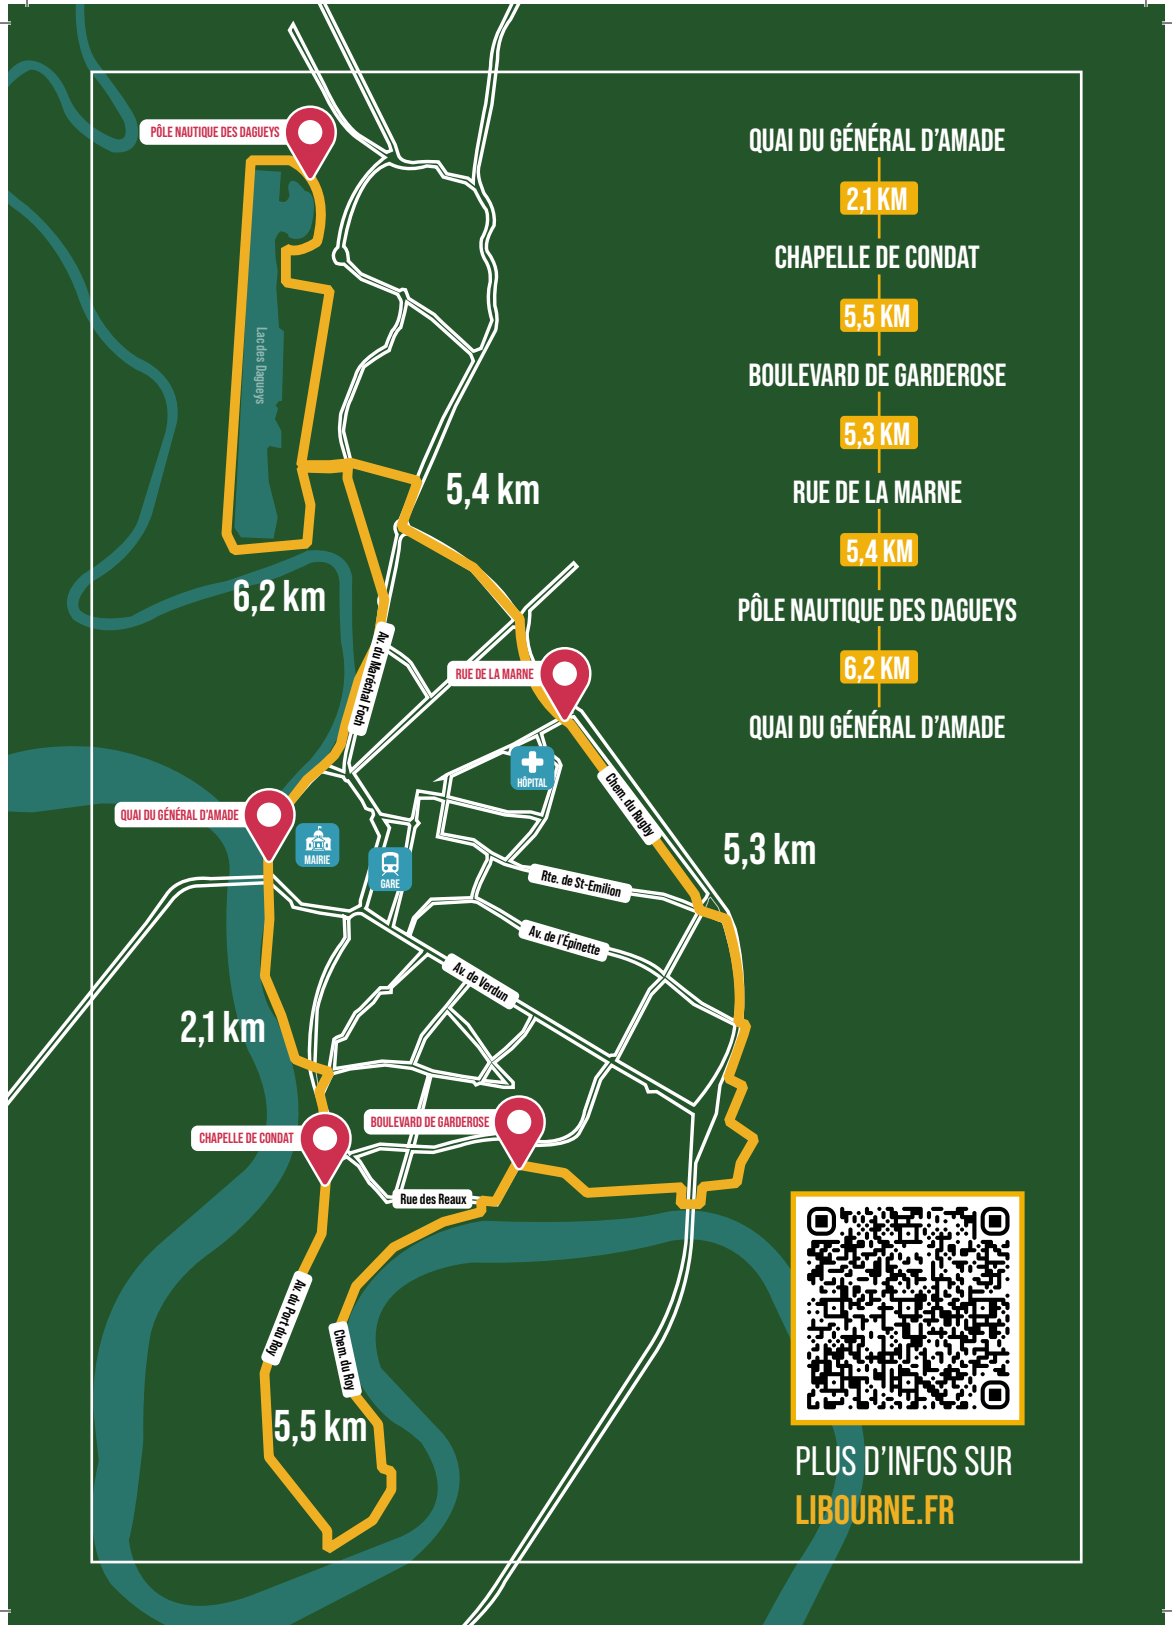 PÔLE NAUTIQUE DES DAGUEYS
Lac des Dagueys
5,4 km
6,2 km
Av. du Maréchal Foch
RUE DE LA MARNE
HÔPITAL
Chem. du Rugby
QUAI DU GÉNÉRAL D'AMADE
MAIRIE
GARE
5,3 km
Rte. de St-Emilion
Av. de l'Épinette
Av. de Verdun
2,1 km
BOULEVARD DE GARDEROSE
CHAPELLE DE CONDAT
Rue des Reaux
Av. du Port du Roy
Chem. du Roy
5,5 km
QUAI DU GÉNÉRAL D'AMADE
2,1 KM
CHAPELLE DE CONDAT
5,5 KM
BOULEVARD DE GARDEROSE
5,3 KM
RUE DE LA MARNE
5,4 KM
PÔLE NAUTIQUE DES DAGUEYS
6,2 KM
QUAI DU GÉNÉRAL D'AMADE
PLUS D'INFOS SUR
LIBOURNE.FR